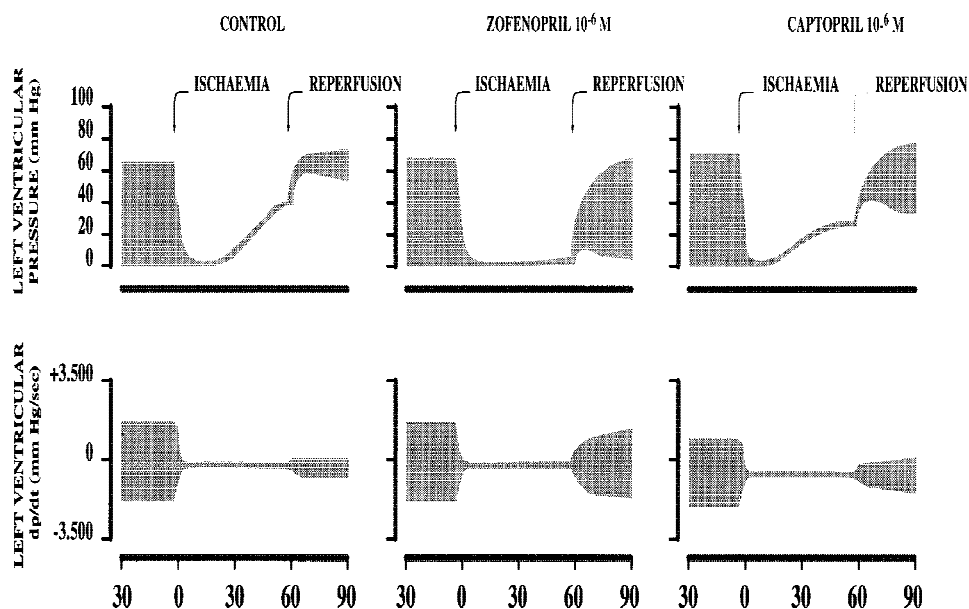 CONTROL
ZOFENOPRIL 10-6 M
CAPTOPRIL 10-6 M
ISCHAEMIA
REPERFUSION
ISCHAEMIA
REPERFUSION
ISCHAEMIA
REPERFUSION
LEFT VENTRICULAR
PRESSURE (mm Hg)
100
80
60
40
20
0
LEFT VENTRICULAR
dp/dt (mm Hg/sec)
+3.500
0
-3.500
30 0 30 60 90
30 0 30 60 90
30 0 30 60 90